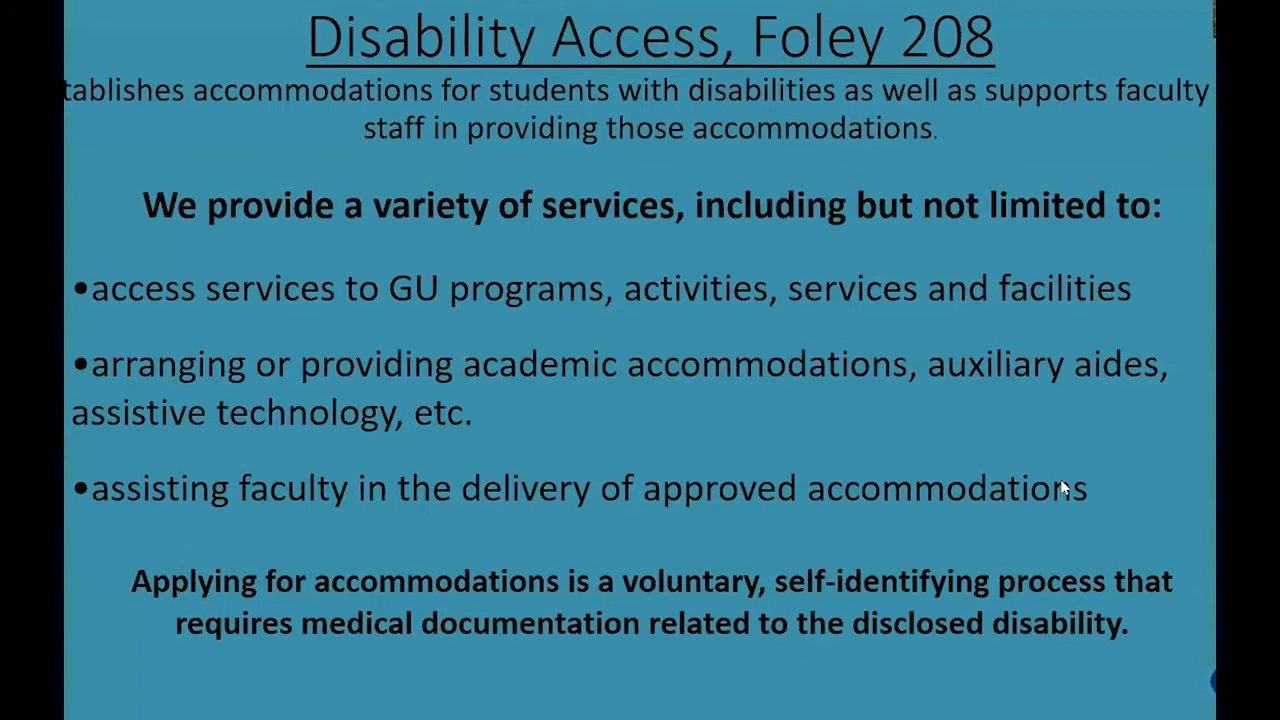 Disability Access, Foley 208
tablishes accommodations for students with disabilities as well as supports faculty
staff in providing those accommodations.
We provide a variety of services, including but not limited to:
•access services to GU programs, activities, services and facilities
•arranging or providing academic accommodations, auxiliary aides,
assistive technology, etc.
•assisting faculty in the delivery of approved accommodations
Applying for accommodations is a voluntary, self-identifying process that
requires medical documentation related to the disclosed disability.